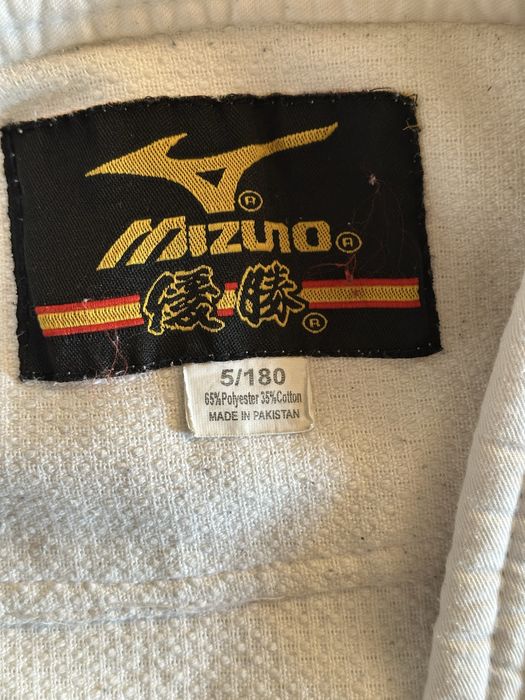 ®
MIZUNO®
優勝®
5/180
65%Polyester 35%Cotton
MADE IN PAKISTAN